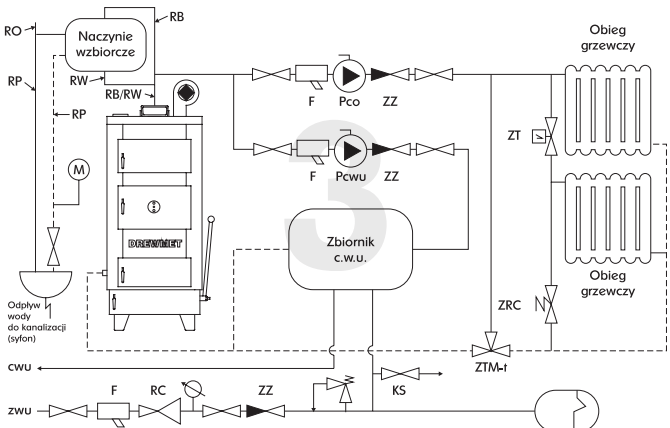 RO
RB
Naczynie
wzbiorcze
RP
RW
RB/RW
RP
M
F
Pco
ZZ
F
Pcwu
ZZ
Obieg
grzewczy
ZT
3
DREWMET
Zbiornik
c.w.u.
Obieg
grzewczy
ZRC
ZTM-t
Odpływ
wody
do kanalizacji
(syfon)
CWU
ZWU
F
RC
ZZ
KS